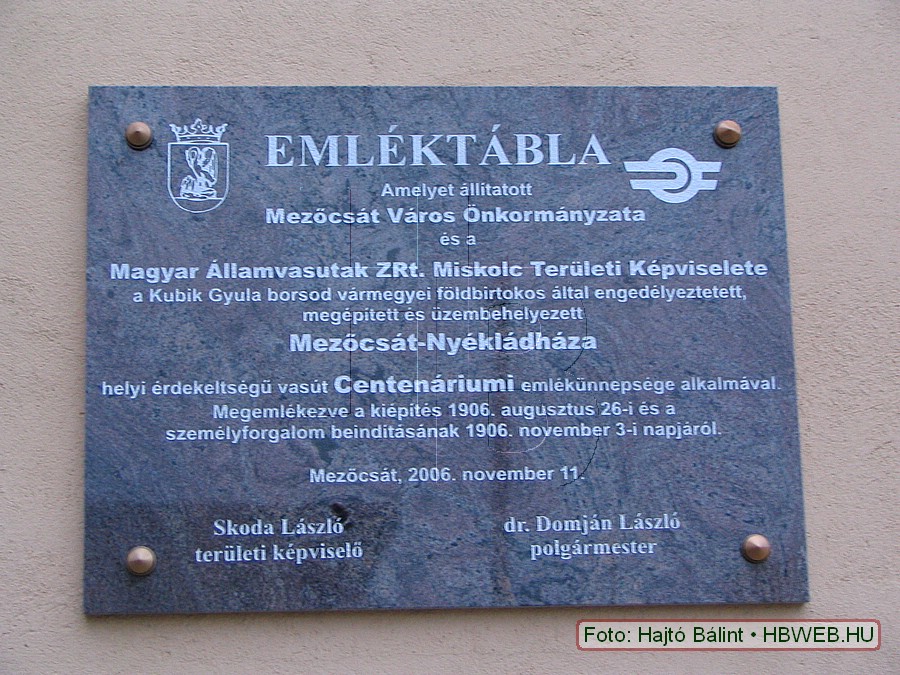 EMLÉKTÁBLA
Amelyet állitatott
Mezőcsát Város Önkormányzata
és a
Magyar Államvasutak ZRt. Miskolc Területi Képviselete
a Kubik Gyula borsod vármegyei földbirtokos által engedélyeztetett,
megépitett és üzembehelyezett
Mezőcsát-Nyékládháza
helyi érdekeltségű vasút Centenáriumi emlékünnepsége alkalmával.
Megemlékezve a kiépítés 1906. augusztus 26-i és a
személyforgalom beindításának 1906. november 3-i napjáról.
Mezőcsát, 2006. november 11.
Skoda László
területi képviselő
dr. Domján László
polgármester
Foto: Hajtó Bálint • HBWEB.HU